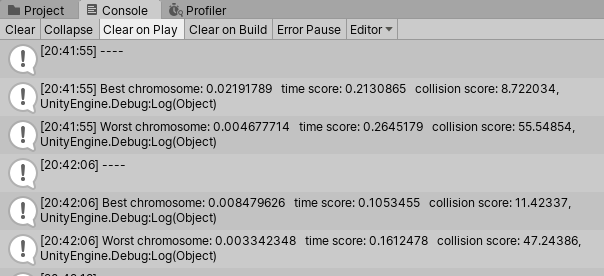 Project Console Profiler
Clear Collapse Clear on Play Clear on Build Error Pause Editor
[20:41:55] ----
[20:41:55] Best chromosome: 0.02191789 time score: 0.2130865 collision score: 8.722034,
UnityEngine.Debug:Log(Object)
[20:41:55] Worst chromosome: 0.004677714 time score: 0.2645179 collision score: 55.54854,
UnityEngine.Debug:Log(Object)
[20:42:06] ----
[20:42:06] Best chromosome: 0.008479626 time score: 0.1053455 collision score: 11.42337,
UnityEngine.Debug:Log(Object)
[20:42:06] Worst chromosome: 0.003342348 time score: 0.1612478 collision score: 47.24386,
UnityEngine.Debug:Log(Object)